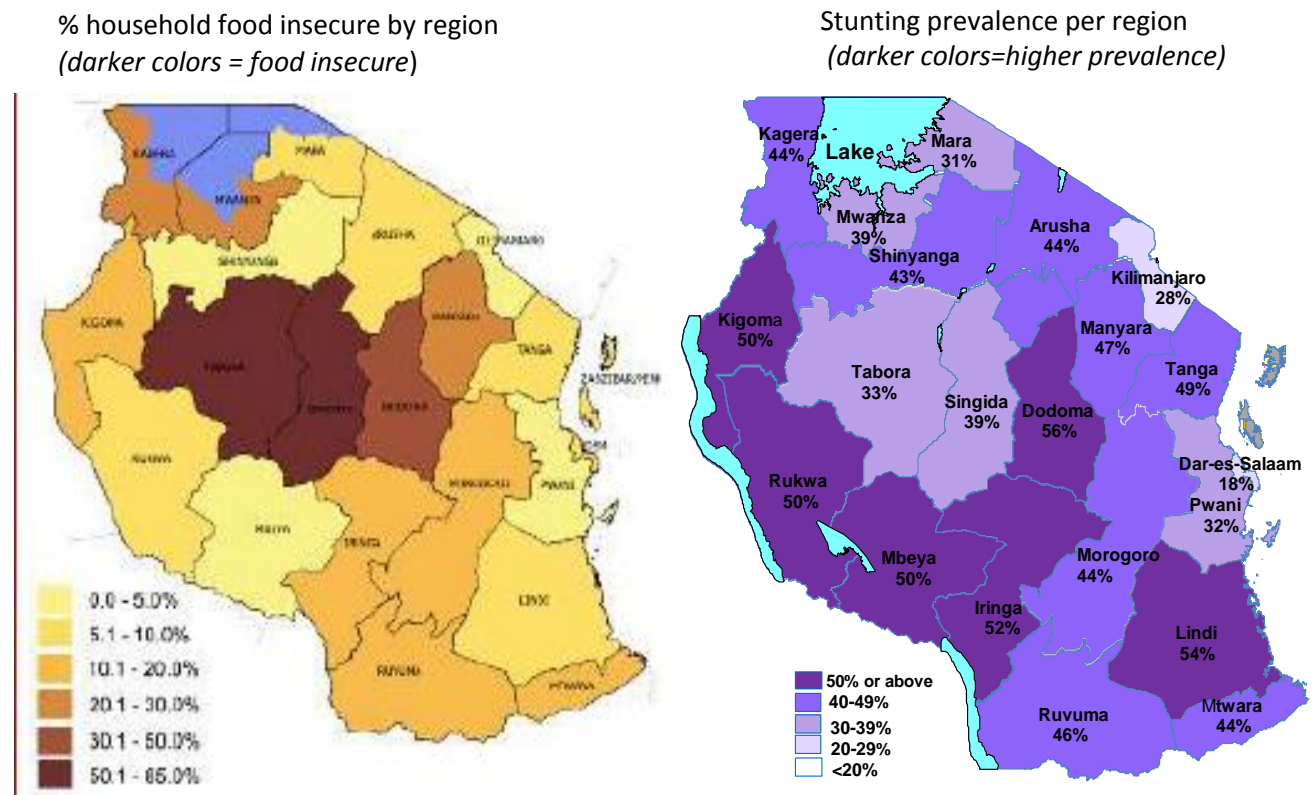 % household food insecure by region
(darker colors = food insecure)
KAGERA
MARA
MWANZA
ARUSHA
SHINYANGA
KIGOMA
TANGA
DODOMA
RUKWA
PWANI
MBEYA
IRINGA
LINDI
RUVUMA
0.0 - 5.0%
5.1 - 10.0%
10.1 - 20.0%
20.1 - 30.0%
30.1 - 50.0%
50.1 - 65.0%
Stunting prevalence per region
(darker colors=higher prevalence)
Kagera
44%
Lake
Mara
31%
Mwanza
39%
Arusha
44%
Shinyanga
43%
Kilimanjaro
28%
Kigoma
50%
Manyara
47%
Tabora
33%
Singida
39%
Dodoma
56%
Tanga
49%
Dar-es-Salaam
18%
Rukwa
50%
Pwani
32%
Mbeya
50%
Morogoro
44%
Iringa
52%
Lindi
54%
Ruvuma
46%
Mtwara
44%
50% or above
40-49%
30-39%
20-29%
<20%